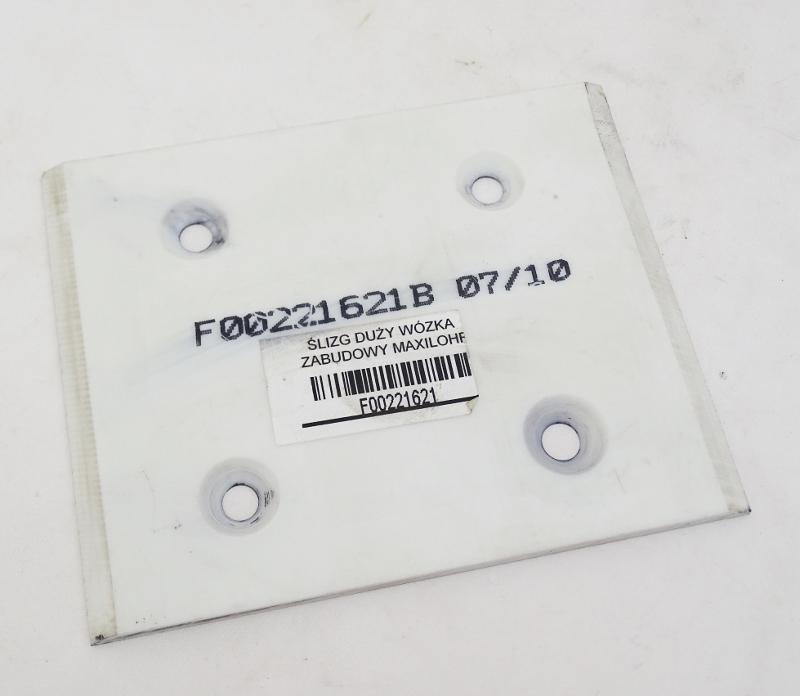 F00221621B 07/10
ŚLIZG DUŻY WÓZKA
ZABUDOWY MAXILOHR
F00221621